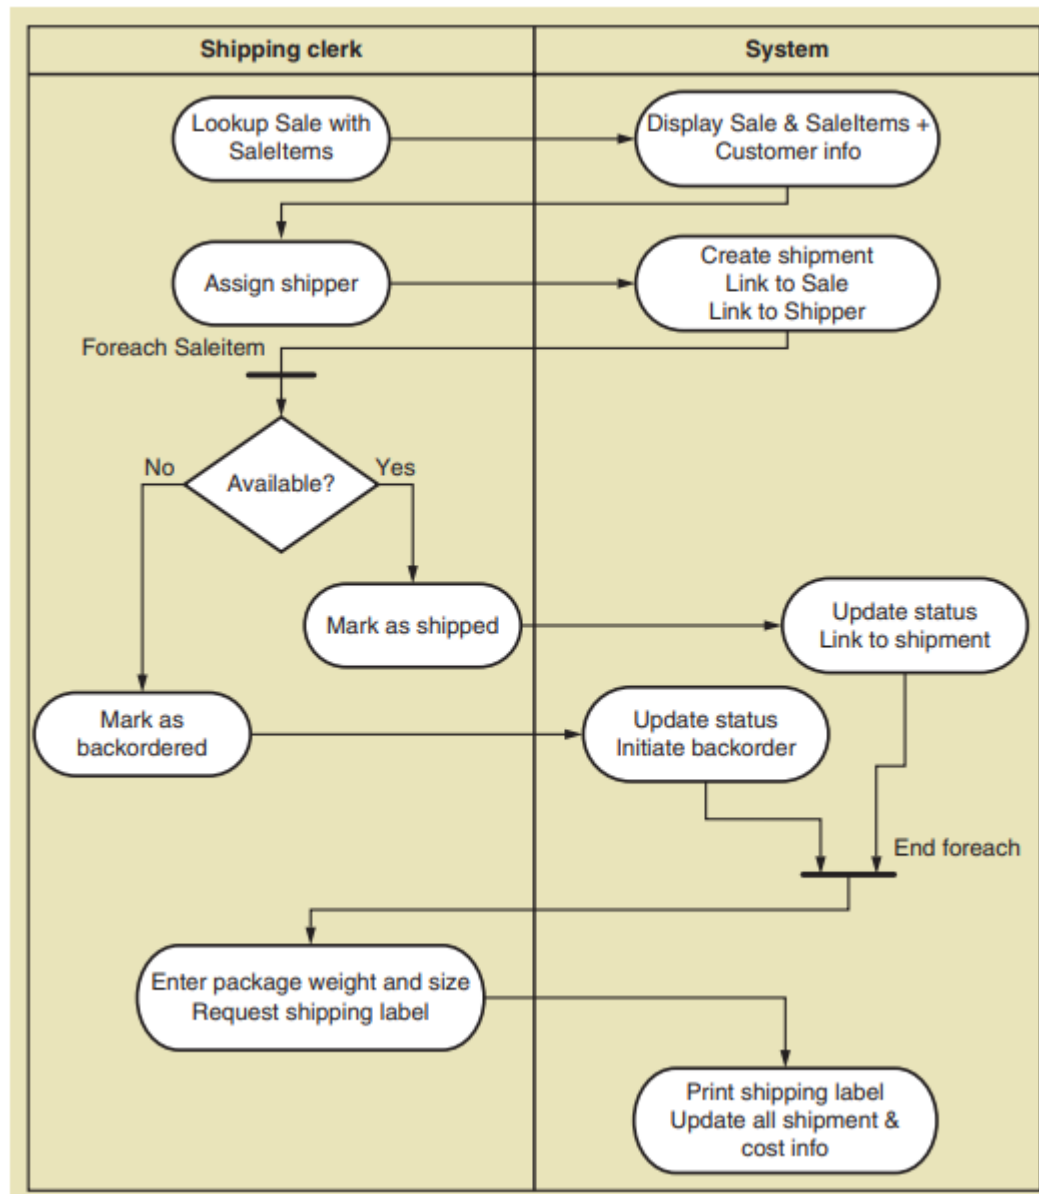 Shipping clerk
System
Lookup Sale with
SaleItems
Display Sale & SaleItems +
Customer info
Assign shipper
Create shipment
Link to Sale
Link to Shipper
Foreach Saleitem
No
Available?
Yes
Mark as shipped
Update status
Link to shipment
Mark as
backordered
Update status
Initiate backorder
End foreach
Enter package weight and size
Request shipping label
Print shipping label
Update all shipment &
cost info